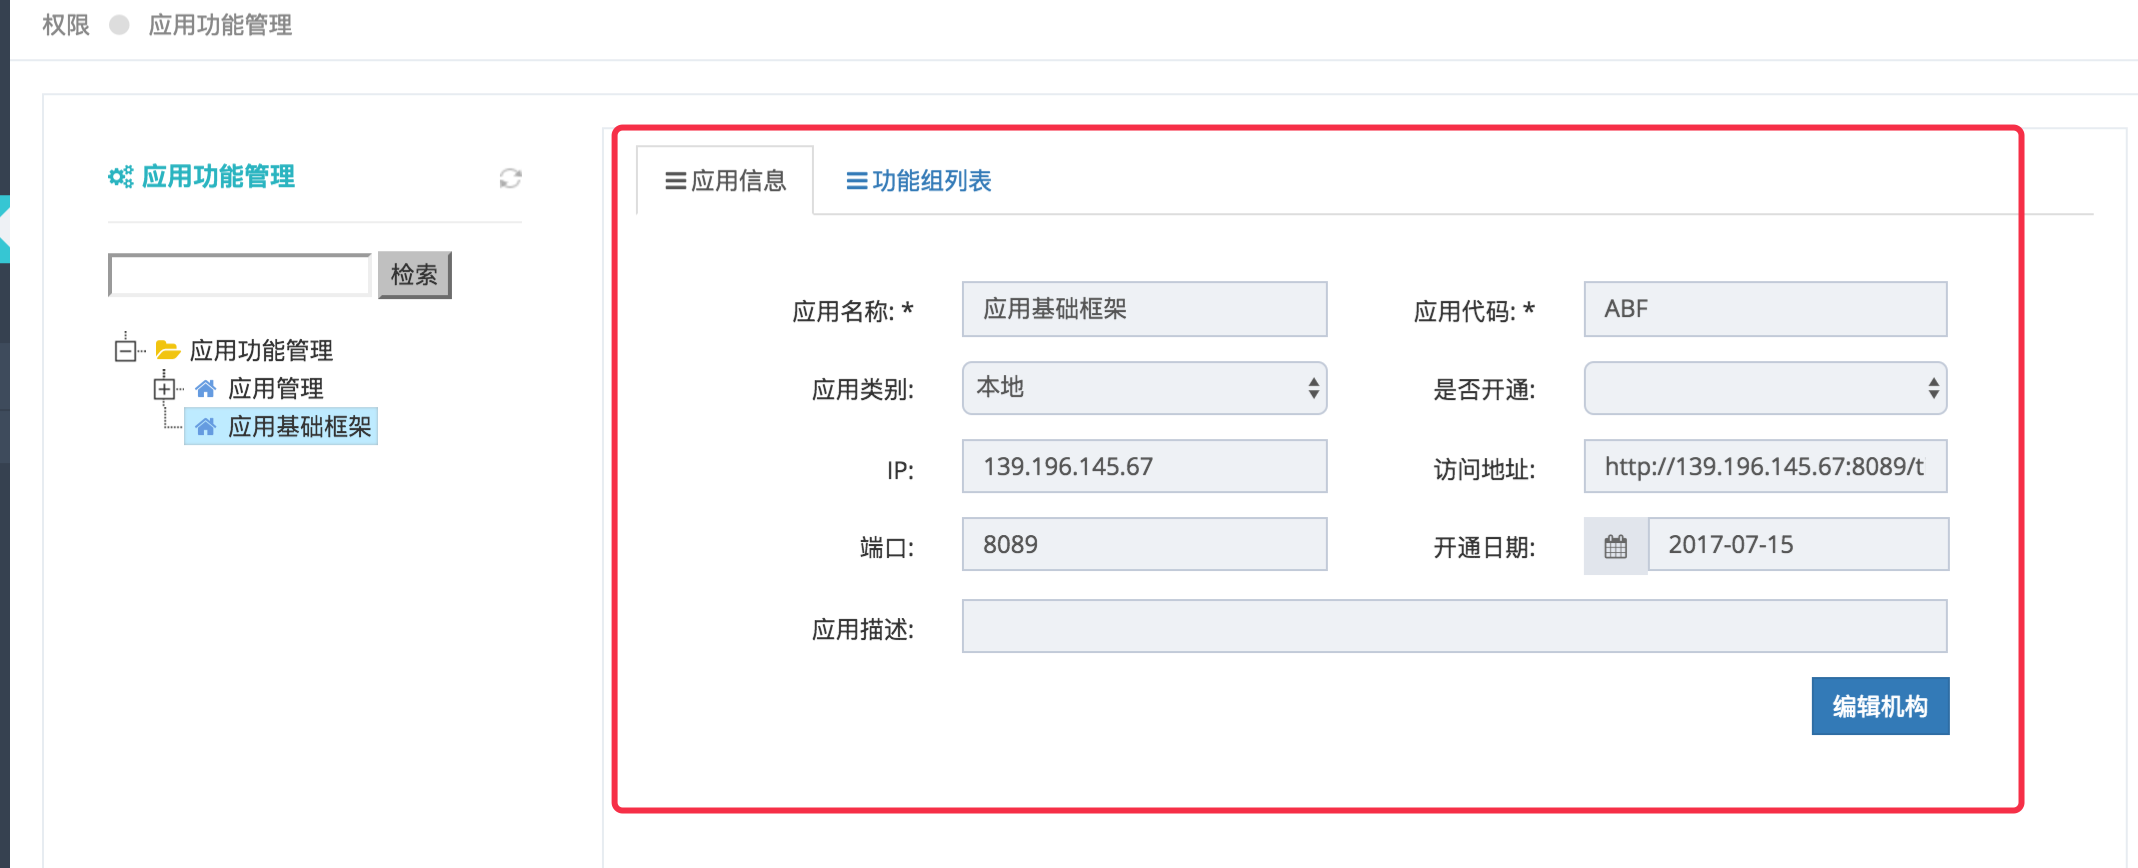 权限 应用功能管理
应用功能管理
检索
应用功能管理
应用管理
应用基础框架
应用信息 功能组列表
应用名称: * 应用基础框架 应用代码: * ABF
应用类别: 本地 是否开通:
IP: 139.196.145.67 访问地址: http://139.196.145.67:8089/t
端口: 8089 开通日期: 2017-07-15
应用描述:
编辑机构